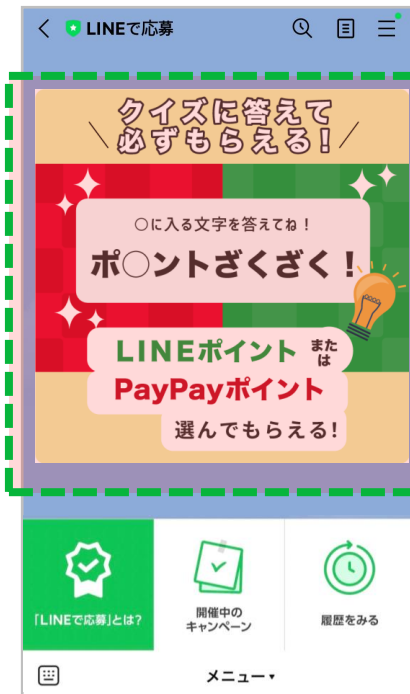 LINEで応募
クイズに答えて
必ずもらえる!
○に入る文字を答えてね!
ポ○ントざくざく!
LINEポイント または
PayPayポイント
選んでもらえる!
「LINEで応募」とは?
開催中の
キャンペーン
履歴をみる
メニュー▾